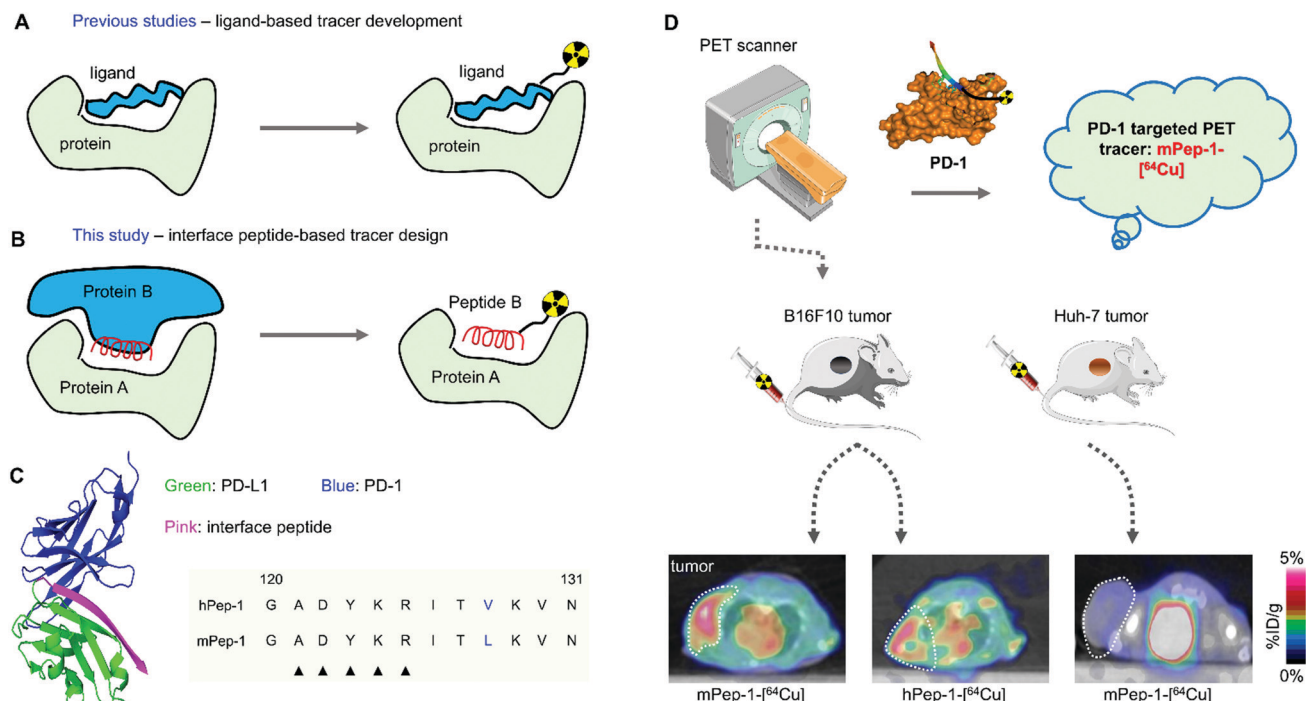 A
Previous studies – ligand-based tracer development
ligand
protein
ligand
protein
B
This study – interface peptide-based tracer design
Protein B
Protein A
Peptide B
Protein A
C
Green: PD-L1 Blue: PD-1
Pink: interface peptide
120 131
hPep-1 G A D Y K R I T V K V N
mPep-1 G A D Y K R I T L K V N
D
PET scanner
PD-1
PD-1 targeted PET
tracer: mPep-1-
[⁶⁴Cu]
B16F10 tumor
Huh-7 tumor
tumor
mPep-1-[⁶⁴Cu]
hPep-1-[⁶⁴Cu]
mPep-1-[⁶⁴Cu]
5%
%ID/g
0%